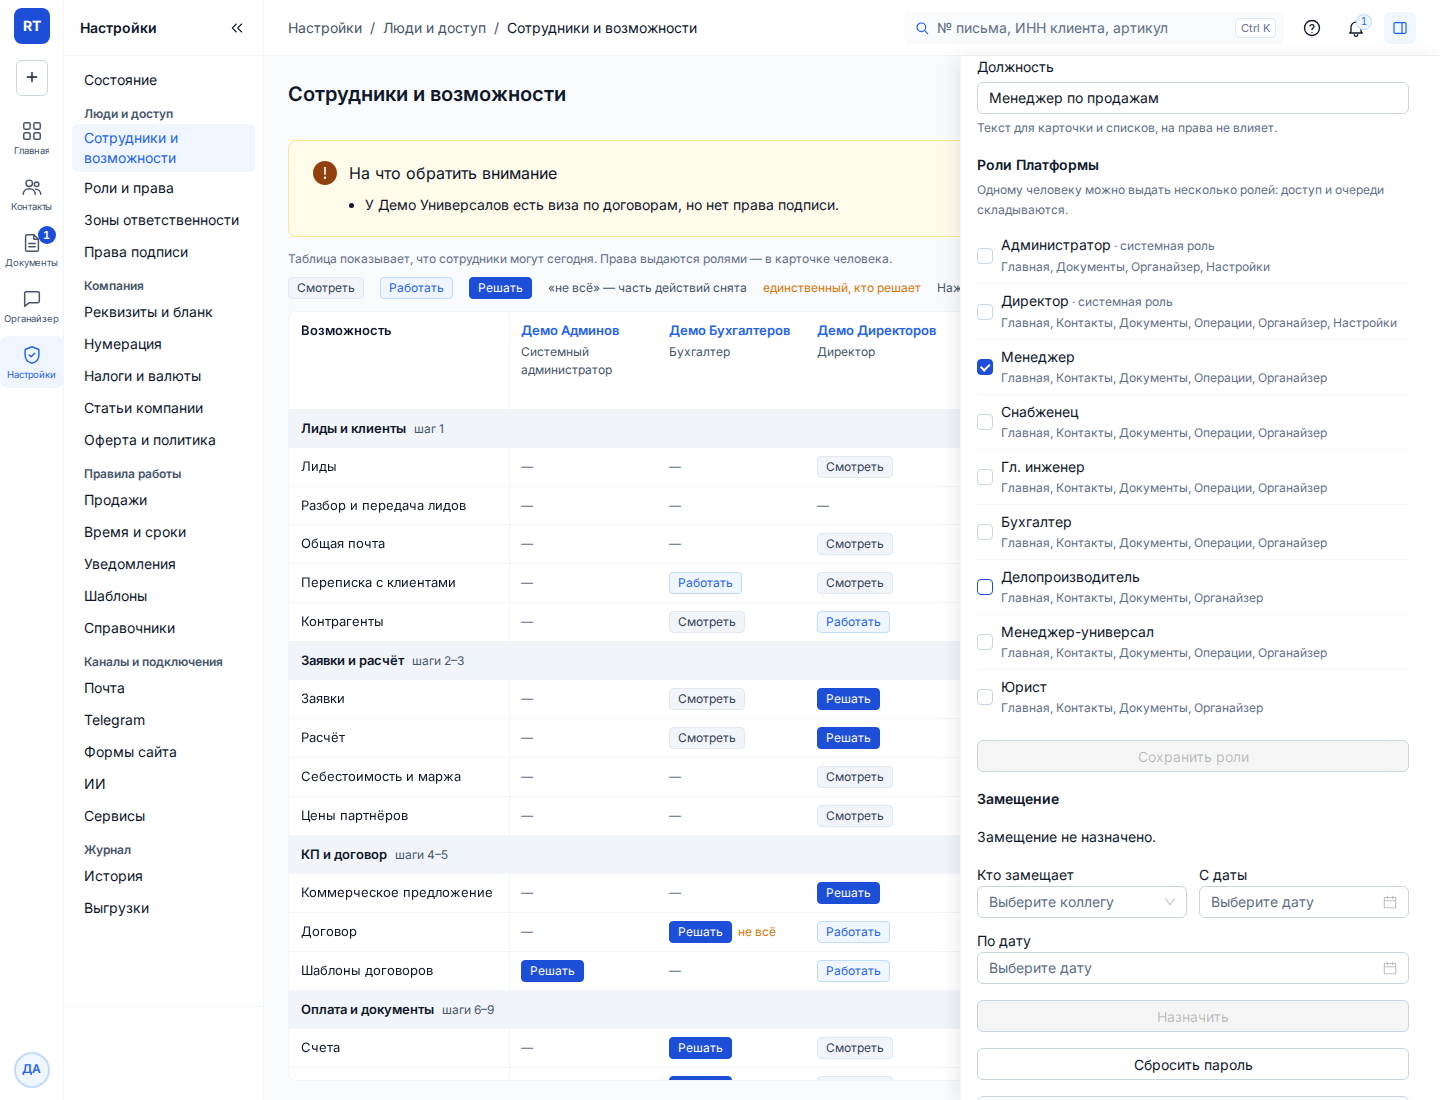 RT
Настройки
Настройки / Люди и доступ / Сотрудники и возможности
№ письма, ИНН клиента, артикул
Ctrl K
1
Главная
Контакты
1
Документы
Органайзер
Настройки
ДА
Состояние
Люди и доступ
Сотрудники и
возможности
Роли и права
Зоны ответственности
Права подписи
Компания
Реквизиты и бланк
Нумерация
Налоги и валюты
Статьи компании
Оферта и политика
Правила работы
Продажи
Время и сроки
Уведомления
Шаблоны
Справочники
Каналы и подключения
Почта
Telegram
Формы сайта
ИИ
Сервисы
Журнал
История
Выгрузки
Сотрудники и возможности
На что обратить внимание
• У Демо Универсалов есть виза по договорам, но нет права подписи.
Таблица показывает, что сотрудники могут сегодня. Права выдаются ролями — в карточке человека.
Смотреть Работать Решать «не всё» — часть действий снята единственный, кто решает Наж
Возможность Демо Админов Демо Бухгалтеров Демо Директоров
Системный Бухгалтер Директор
администратор
Лиды и клиенты шаг 1
Лиды — — Смотреть
Разбор и передача лидов — — —
Общая почта — — Смотреть
Переписка с клиентами — Работать Смотреть
Контрагенты — Смотреть Работать
Заявки и расчёт шаги 2–3
Заявки — Смотреть Решать
Расчёт — Смотреть Решать
Себестоимость и маржа — — Смотреть
Цены партнёров — — Смотреть
КП и договор шаги 4–5
Коммерческое предложение — — Решать
Договор — Решать не всё Работать
Шаблоны договоров Решать — Работать
Оплата и документы шаги 6–9
Счета — Решать Смотреть
Должность
Менеджер по продажам
Текст для карточки и списков, на права не влияет.
Роли Платформы
Одному человеку можно выдать несколько ролей: доступ и очереди
складываются.
Администратор · системная роль
Главная, Документы, Органайзер, Настройки
Директор · системная роль
Главная, Контакты, Документы, Операции, Органайзер, Настройки
Менеджер
Главная, Контакты, Документы, Операции, Органайзер
Снабженец
Главная, Контакты, Документы, Операции, Органайзер
Гл. инженер
Главная, Контакты, Документы, Операции, Органайзер
Бухгалтер
Главная, Контакты, Документы, Операции, Органайзер
Делопроизводитель
Главная, Контакты, Документы, Органайзер
Менеджер-универсал
Главная, Контакты, Документы, Операции, Органайзер
Юрист
Главная, Контакты, Документы, Органайзер
Сохранить роли
Замещение
Замещение не назначено.
Кто замещает С даты
Выберите коллегу Выберите дату
По дату
Выберите дату
Назначить
Сбросить пароль